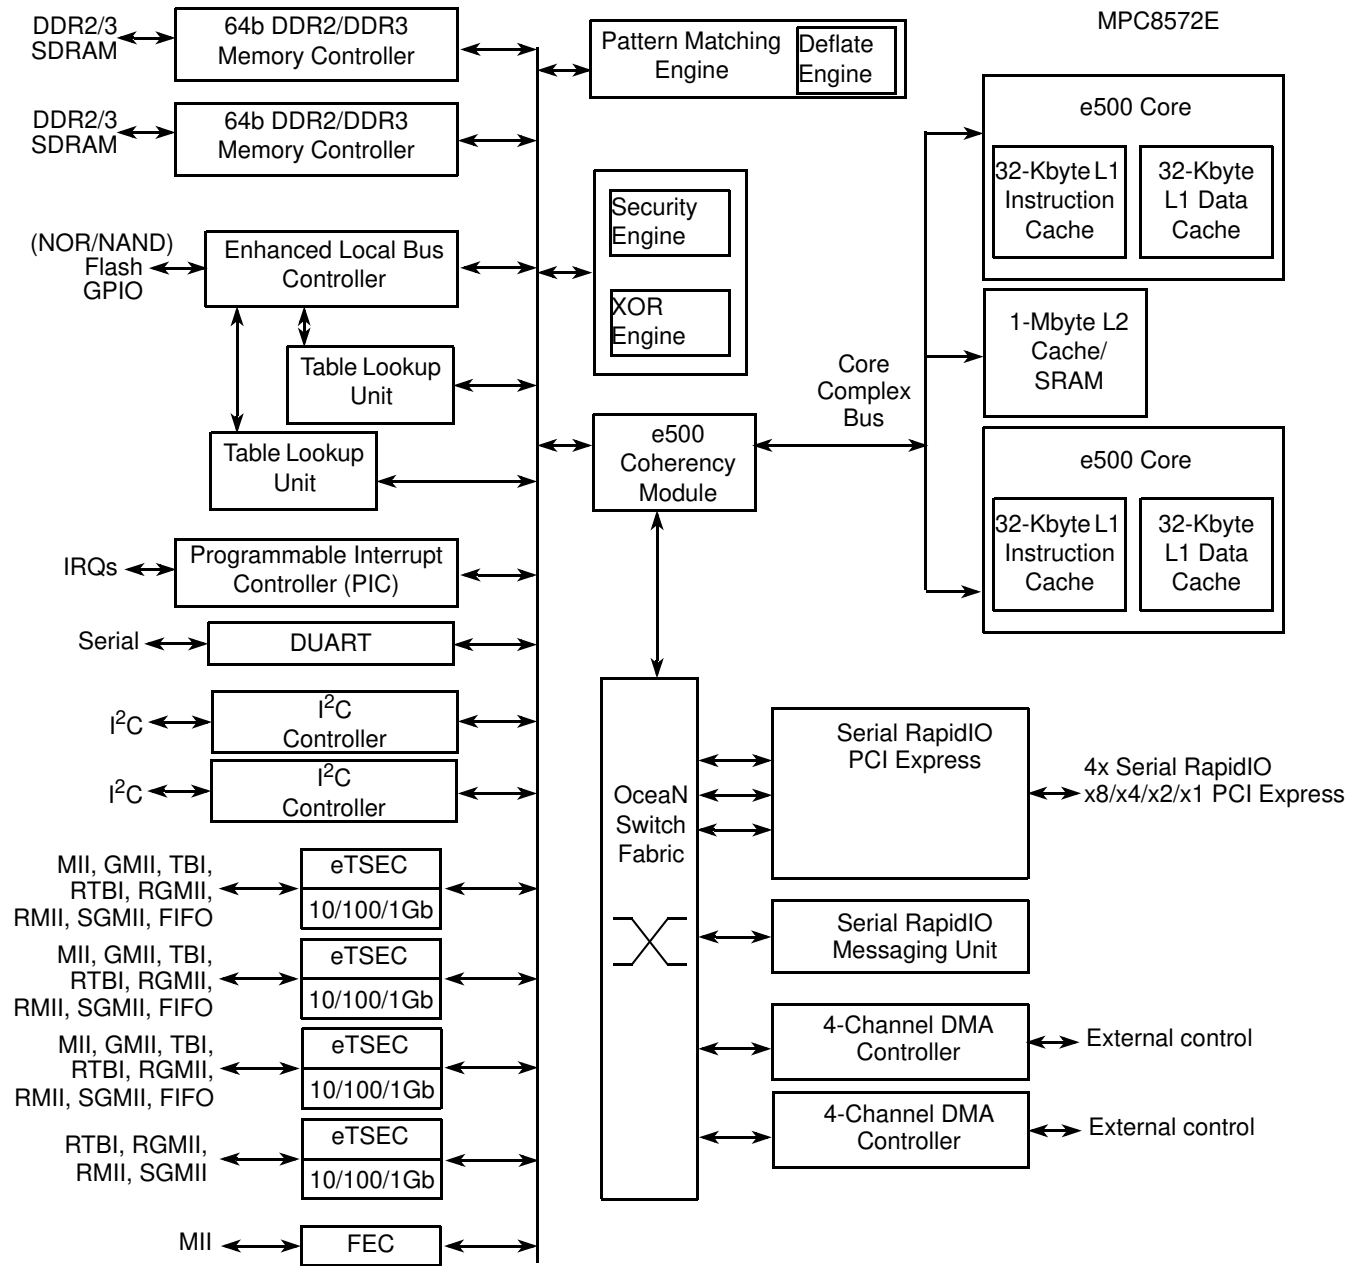 MPC8572E
DDR2/3
SDRAM
64b DDR2/DDR3
Memory Controller
DDR2/3
SDRAM
64b DDR2/DDR3
Memory Controller
(NOR/NAND)
Flash
GPIO
Enhanced Local Bus
Controller
Table Lookup
Unit
Table Lookup
Unit
IRQs
Programmable Interrupt
Controller (PIC)
Serial
DUART
I²C
I²C
Controller
I²C
I²C
Controller
MII, GMII, TBI,
RTBI, RGMII,
RMII, SGMII, FIFO
eTSEC
10/100/1Gb
MII, GMII, TBI,
RTBI, RGMII,
RMII, SGMII, FIFO
eTSEC
10/100/1Gb
MII, GMII, TBI,
RTBI, RGMII,
RMII, SGMII, FIFO
eTSEC
10/100/1Gb
RTBI, RGMII,
RMII, SGMII
eTSEC
10/100/1Gb
MII
FEC
Pattern Matching
Engine
Deflate
Engine
Security
Engine
XOR
Engine
e500
Coherency
Module
Core
Complex
Bus
e500 Core
32-Kbyte L1
Instruction
Cache
32-Kbyte
L1 Data
Cache
1-Mbyte L2
Cache/
SRAM
e500 Core
32-Kbyte L1
Instruction
Cache
32-Kbyte
L1 Data
Cache
OceaN
Switch
Fabric
Serial RapidIO
PCI Express
4x Serial RapidIO
x8/x4/x2/x1 PCI Express
Serial RapidIO
Messaging Unit
4-Channel DMA
Controller
External control
4-Channel DMA
Controller
External control